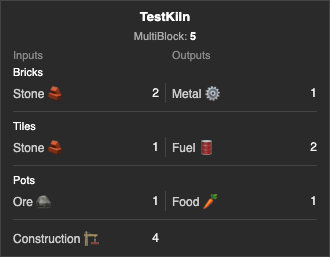 TestKiln
MultiBlock: 5
Inputs Outputs
Bricks
Stone 2 Metal 1
Tiles
Stone 1 Fuel 2
Pots
Ore 1 Food 1
Construction 4